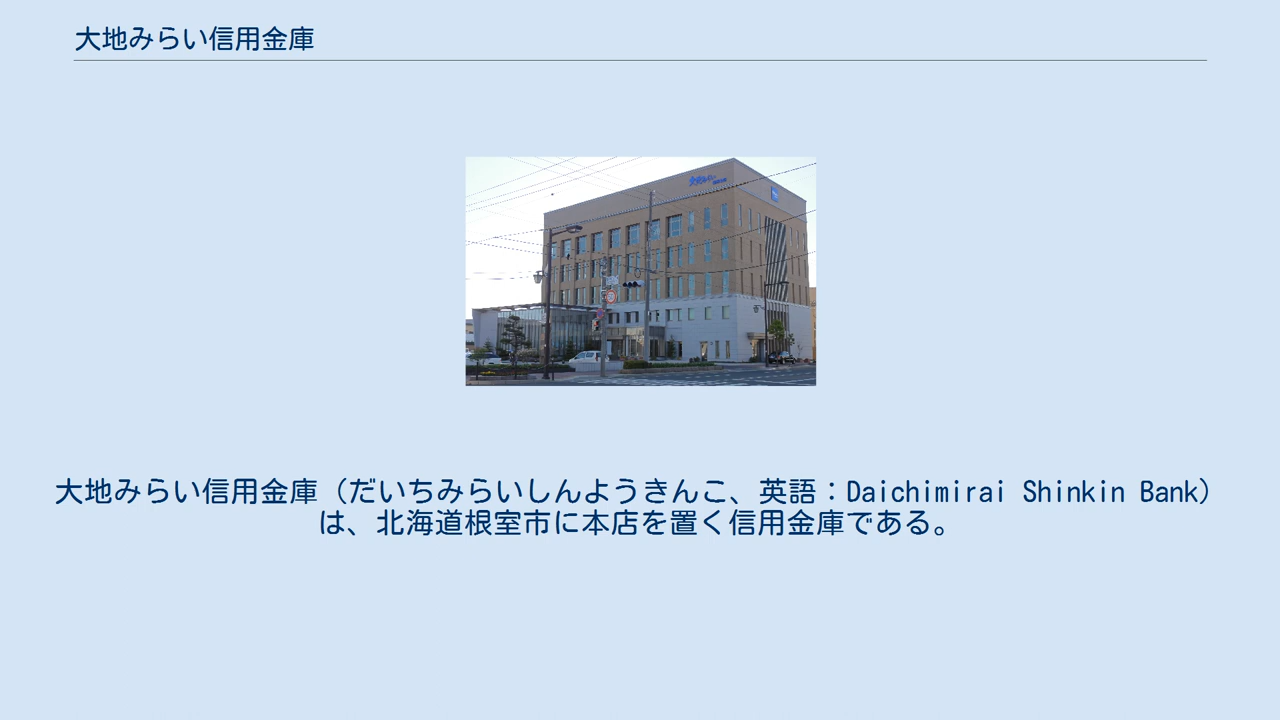 大地みらい信用金庫
大地みらい信用金庫（だいちみらいしんようきんこ、英語：Daichimirai Shinkin Bank）
は、北海道根室市に本店を置く信用金庫である。